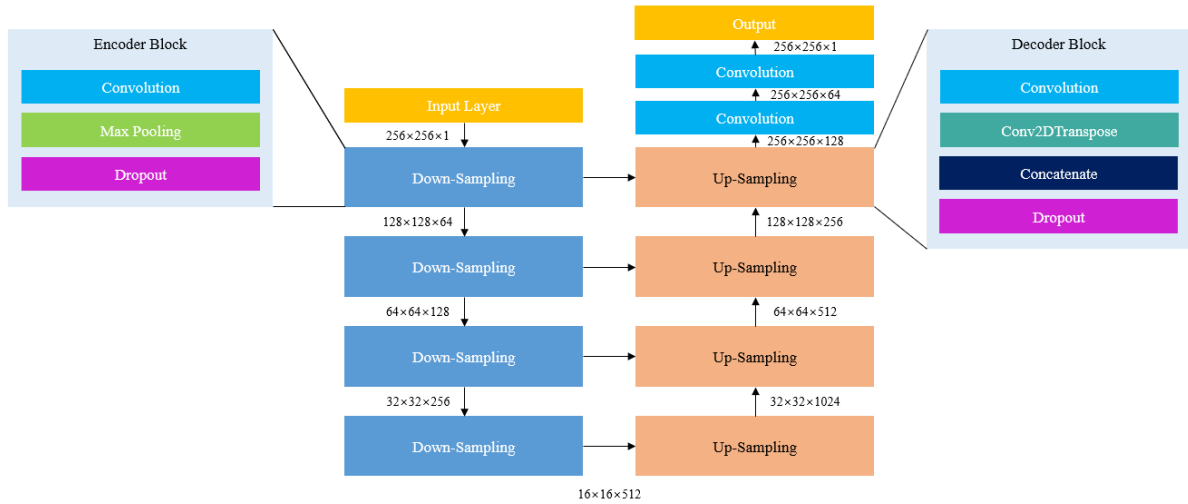 Encoder Block
Convolution
Max Pooling
Dropout
Input Layer
256×256×1
Down-Sampling
128×128×64
Down-Sampling
64×64×128
Down-Sampling
32×32×256
Down-Sampling
16×16×512
Output
256×256×1
Convolution
256×256×64
Convolution
256×256×128
Up-Sampling
128×128×256
Up-Sampling
64×64×512
Up-Sampling
32×32×1024
Up-Sampling
Decoder Block
Convolution
Conv2DTranspose
Concatenate
Dropout